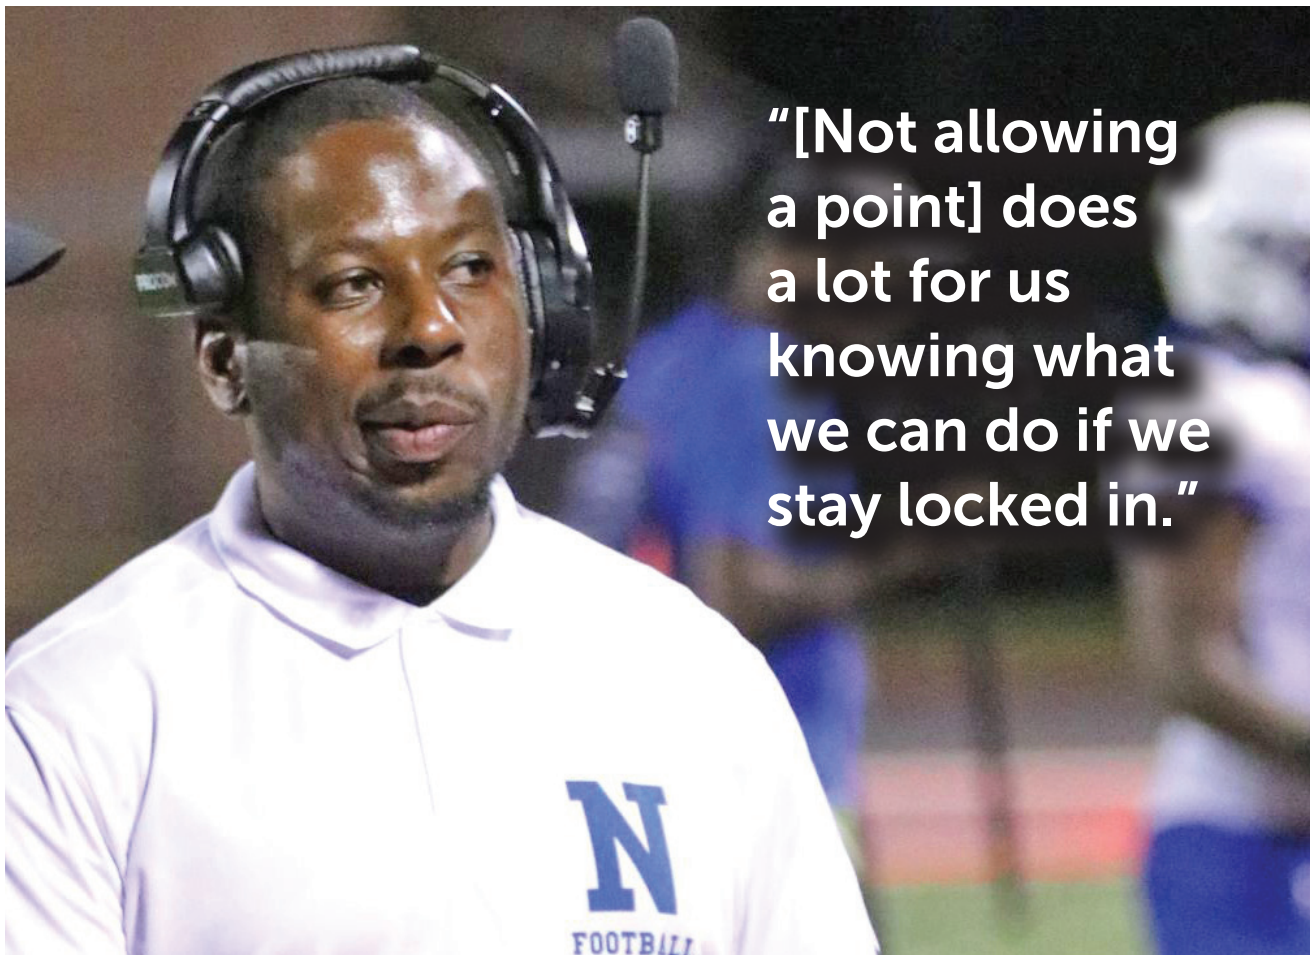 “[Not allowing
a point] does
a lot for us
knowing what
we can do if we
stay locked in.”
N
FOOTBALL